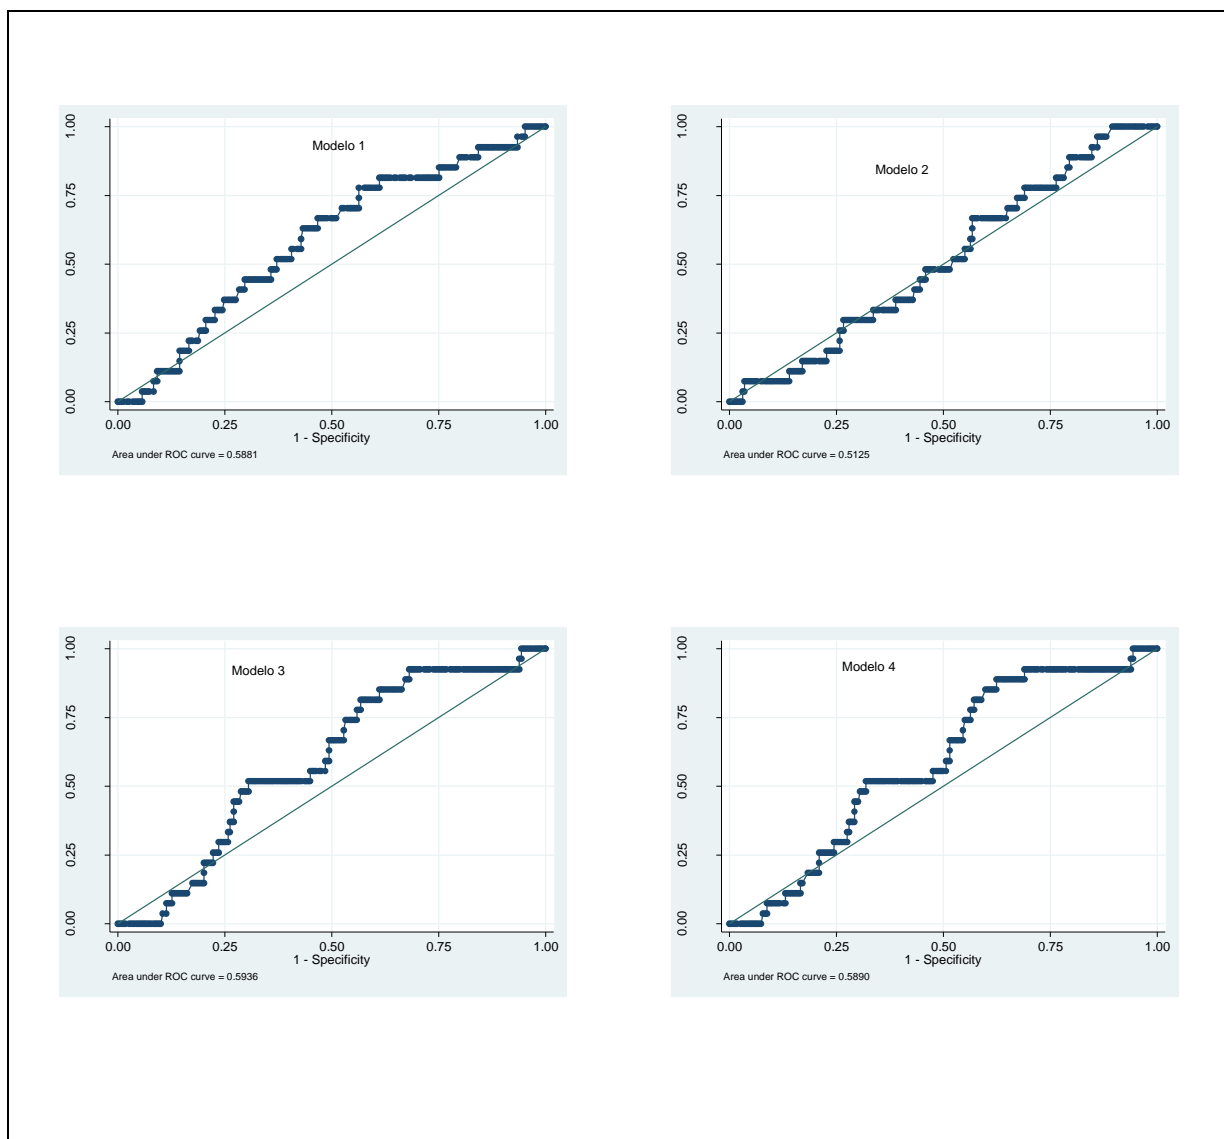 Modelo 1
1.00
0.75
0.50
0.25
0.00
0.00 0.25 0.50 0.75 1.00
1 - Specificity
Area under ROC curve = 0.5881
Modelo 2
1.00
0.75
0.50
0.25
0.00
0.00 0.25 0.50 0.75 1.00
1 - Specificity
Area under ROC curve = 0.5125
Modelo 3
1.00
0.75
0.50
0.25
0.00
0.00 0.25 0.50 0.75 1.00
1 - Specificity
Area under ROC curve = 0.5936
Modelo 4
1.00
0.75
0.50
0.25
0.00
0.00 0.25 0.50 0.75 1.00
1 - Specificity
Area under ROC curve = 0.5890